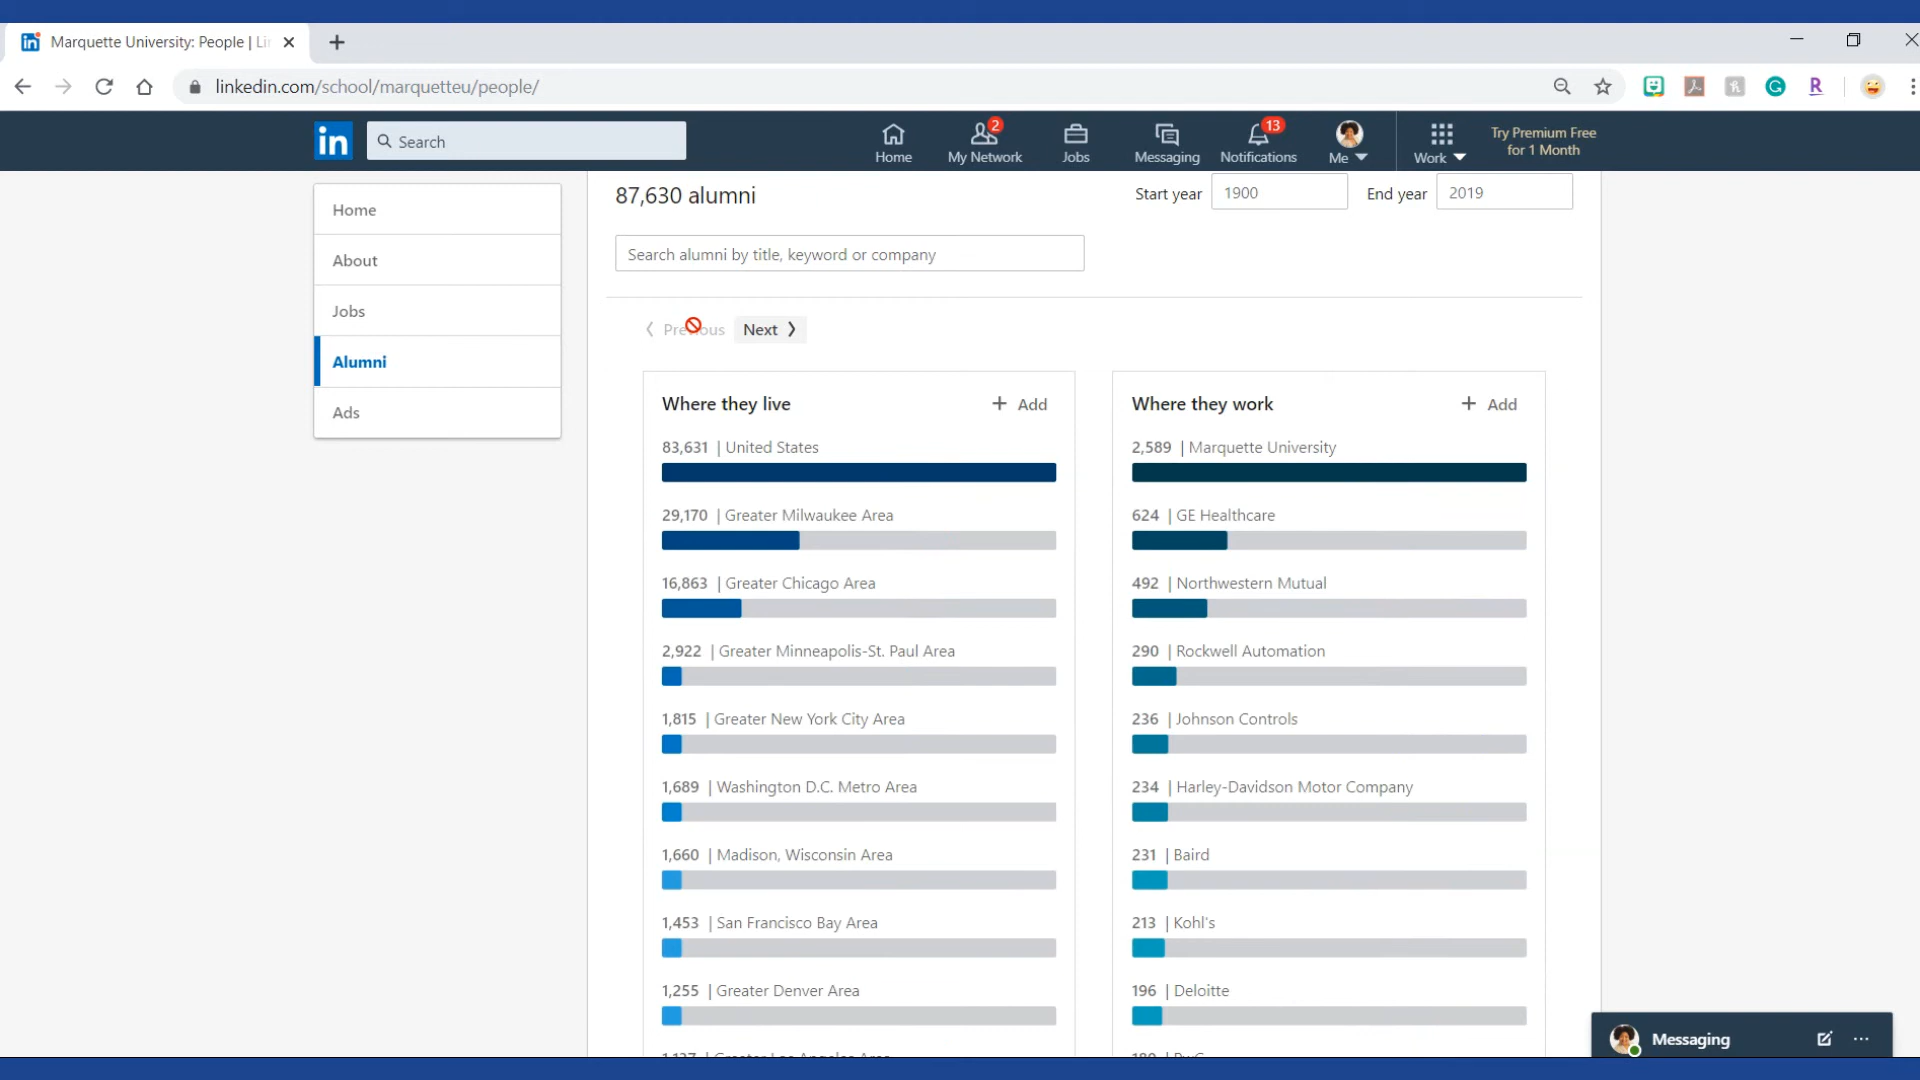 Marquette University: People | Li
linkedin.com/school/marquetteu/people/
in
Search
Home
2
My Network
Jobs
Messaging
13
Notifications
Me
Work
Try Premium Free
for 1 Month
Home
About
Jobs
Alumni
Ads
87,630 alumni
Start year
1900
End year
2019
Search alumni by title, keyword or company
Previous
Next
Where they live
+ Add
83,631 | United States
29,170 | Greater Milwaukee Area
16,863 | Greater Chicago Area
2,922 | Greater Minneapolis-St. Paul Area
1,815 | Greater New York City Area
1,689 | Washington D.C. Metro Area
1,660 | Madison, Wisconsin Area
1,453 | San Francisco Bay Area
1,255 | Greater Denver Area
Where they work
+ Add
2,589 | Marquette University
624 | GE Healthcare
492 | Northwestern Mutual
290 | Rockwell Automation
236 | Johnson Controls
234 | Harley-Davidson Motor Company
231 | Baird
213 | Kohl's
196 | Deloitte
Messaging